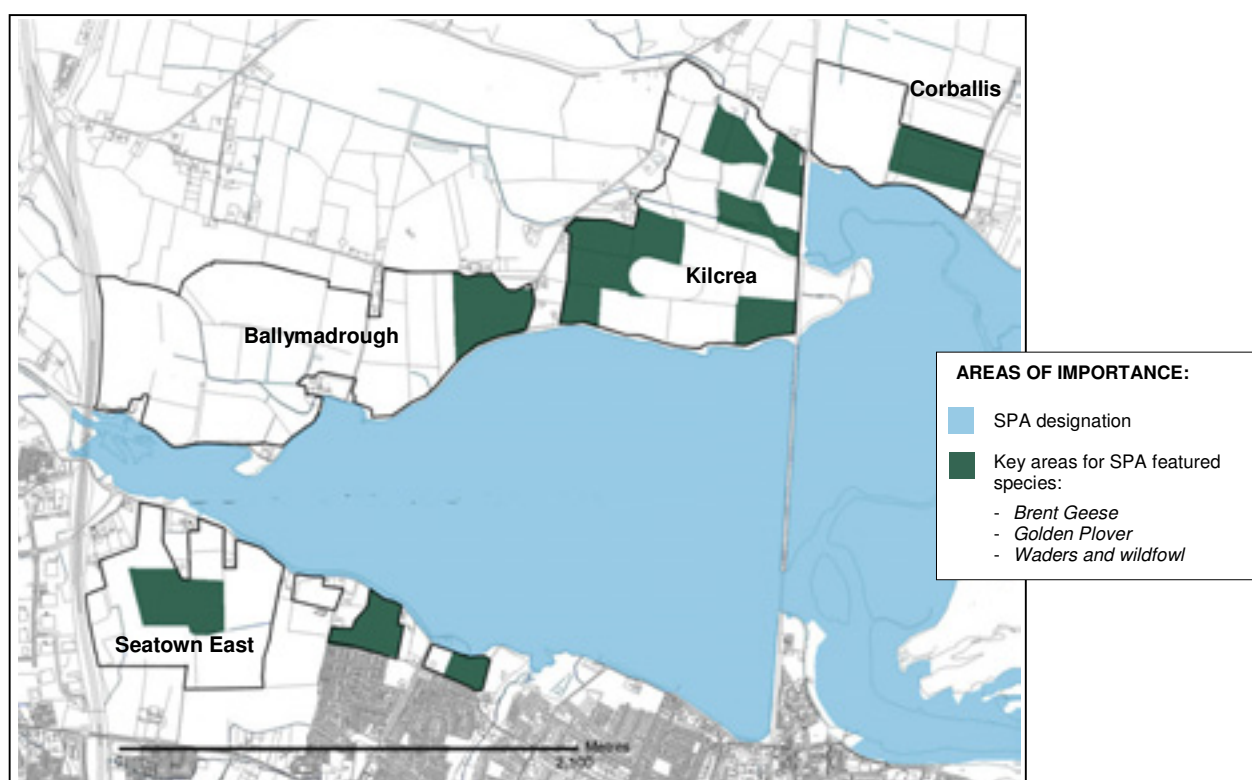 Corballis
Kilcrea
Ballymadrough
AREAS OF IMPORTANCE:
SPA designation
Key areas for SPA featured
species:
- Brent Geese
- Golden Plover
- Waders and wildfowl
Seatown East
Metres
0
2,100